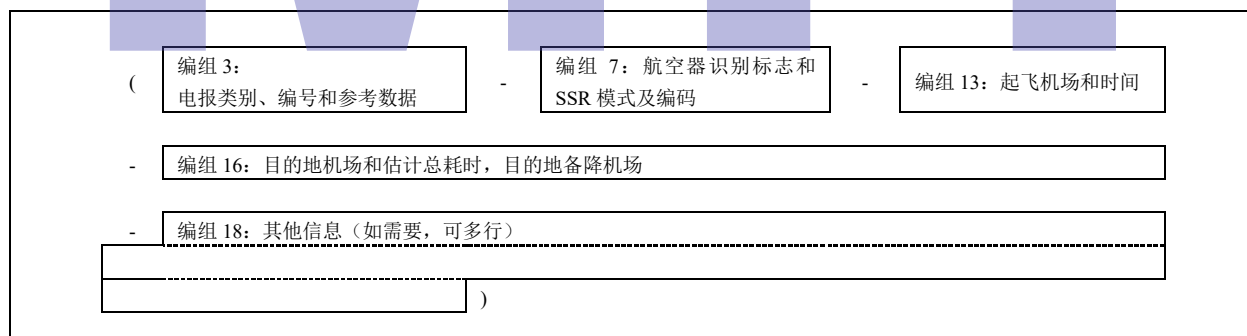 ( 编组 3： - 编组 7：航空器识别标志和 - 编组 13：起飞机场和时间
电报类别、编号和参考数据 SSR 模式及编码
- 编组 16：目的地机场和估计总耗时，目的地备降机场
- 编组 18：其他信息（如需要，可多行）
)